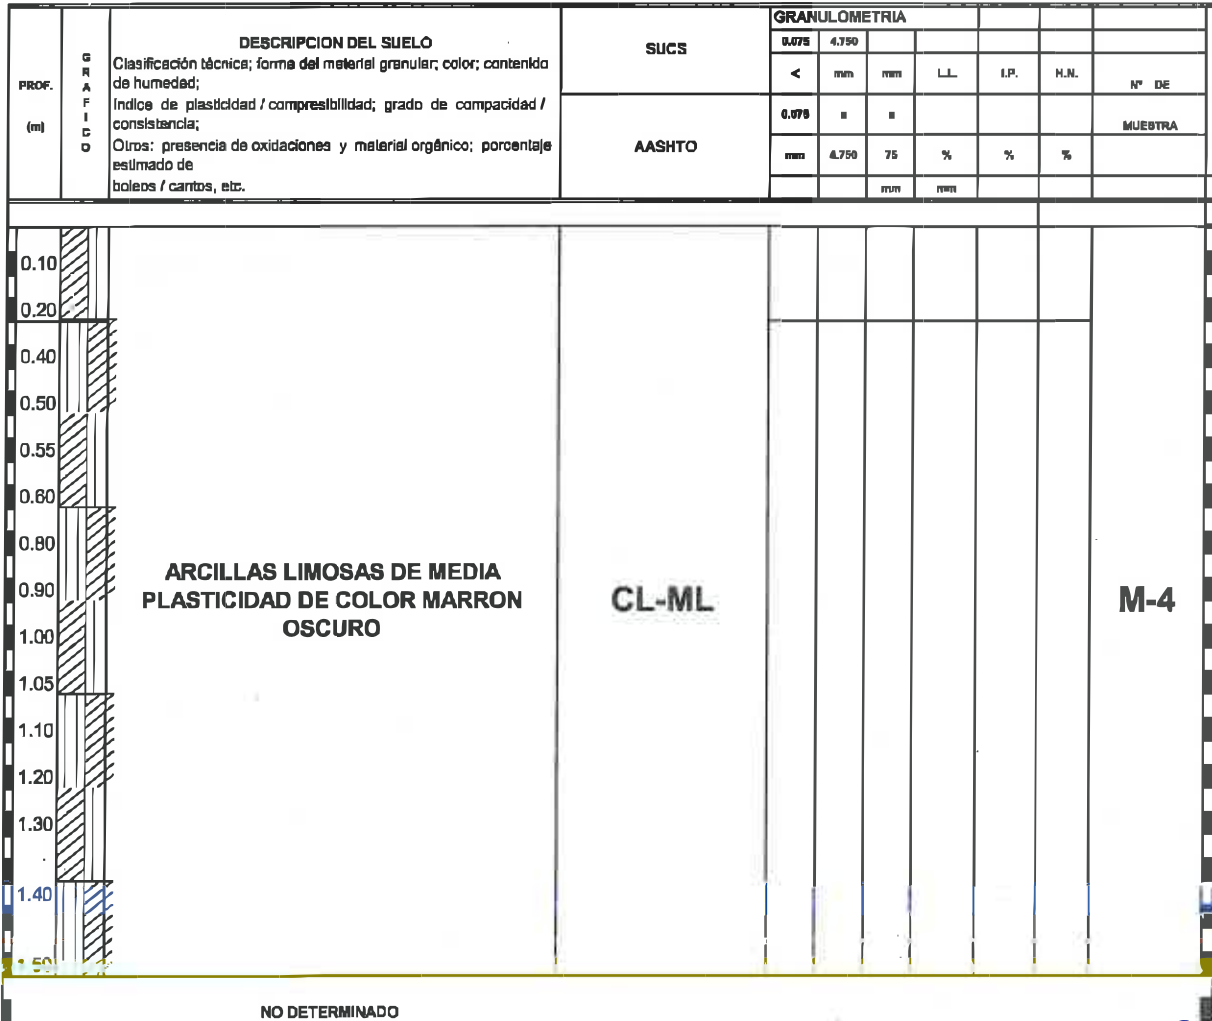 PROF.
(m)
GRAFICO
DESCRIPCION DEL SUELO
Clasificación técnica; forma del material granular; color; contenido
de humedad;
Indice de plasticidad / compresibilidad; grado de compacidad /
consistencia;
Otros: presencia de oxidaciones y material orgánico; porcentaje
estimado de
boleos / cantos, etc.
SUCS
AASHTO
GRANULOMETRIA
0.075 4.750
< mm mm L.L. I.P. H.N.
0.075 a a
mm 4.750 75 % % %
mm mm
N° DE
MUESTRA
0.10
0.20
0.40
0.50
0.55
0.60
0.80
0.90
1.00
1.05
1.10
1.20
1.30
1.40
1.50
ARCILLAS LIMOSAS DE MEDIA
PLASTICIDAD DE COLOR MARRON
OSCURO
CL-ML
M-4
NO DETERMINADO